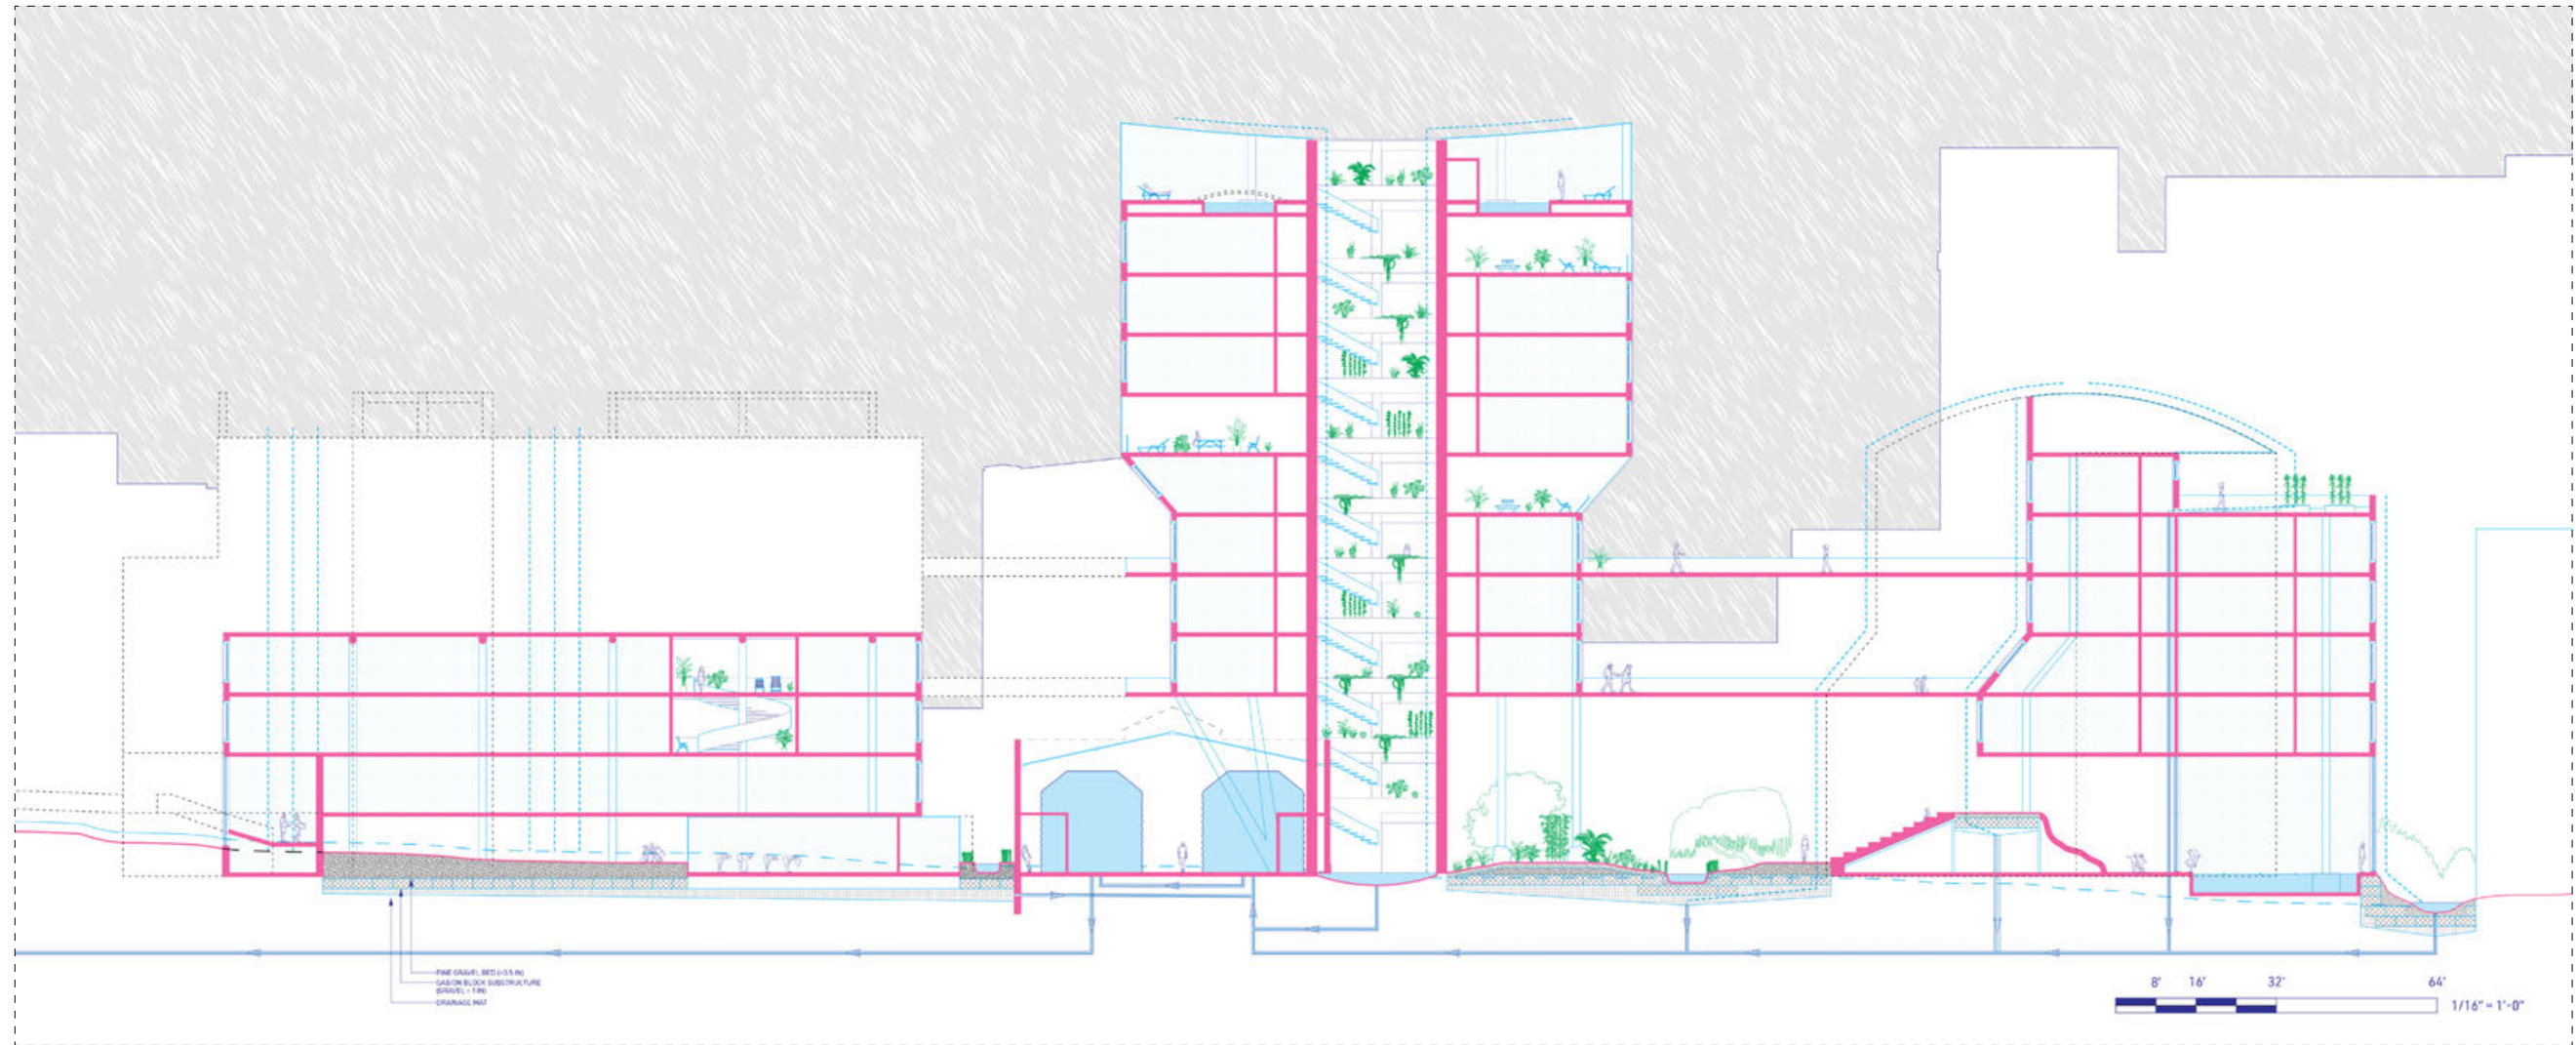 FINE GRAVEL BED (<0.5 IN)
GABION BLOCK SUBSTRUCTURE
(GRAVEL > 1 IN)
DRAINAGE MAT
8' 16' 32' 64'
1/16" = 1'-0"